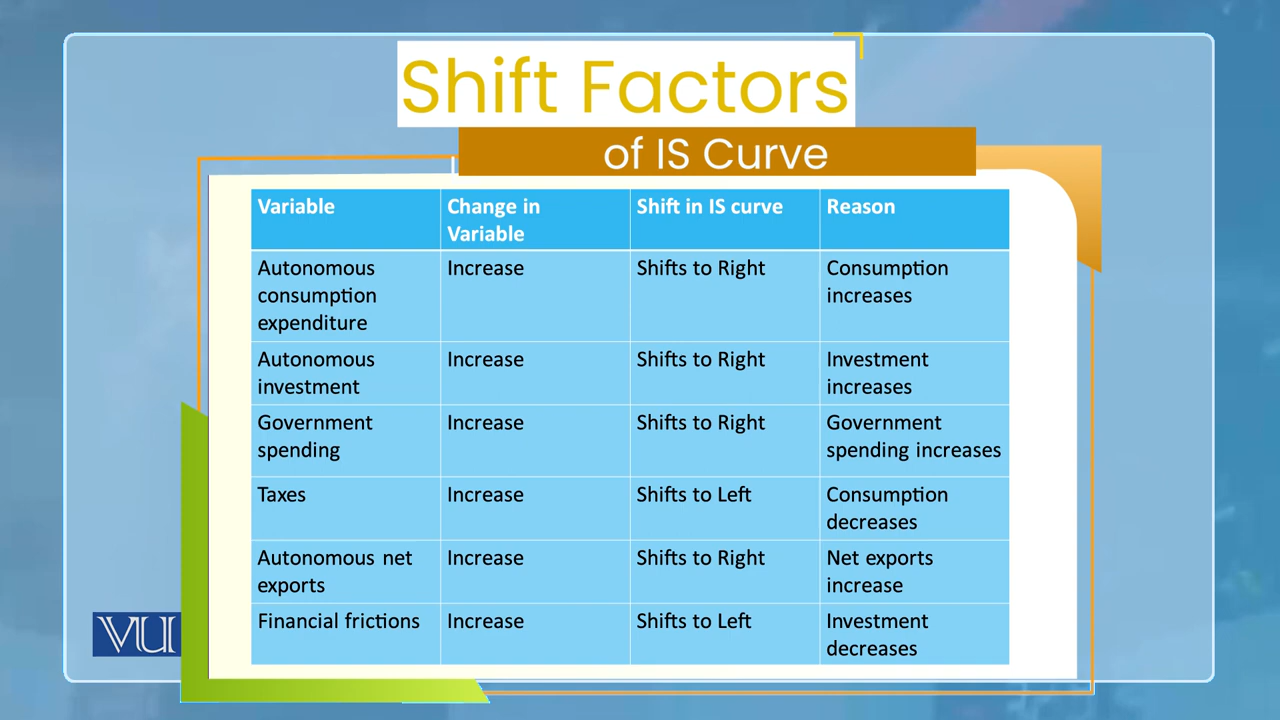 Shift Factors
of IS Curve
Variable
Change in
Variable
Shift in IS curve
Reason
Autonomous
consumption
expenditure
Increase
Shifts to Right
Consumption
increases
Autonomous
investment
Increase
Shifts to Right
Investment
increases
Government
spending
Increase
Shifts to Right
Government
spending increases
Taxes
Increase
Shifts to Left
Consumption
decreases
Autonomous net
exports
Increase
Shifts to Right
Net exports
increase
Financial frictions
Increase
Shifts to Left
Investment
decreases
VU